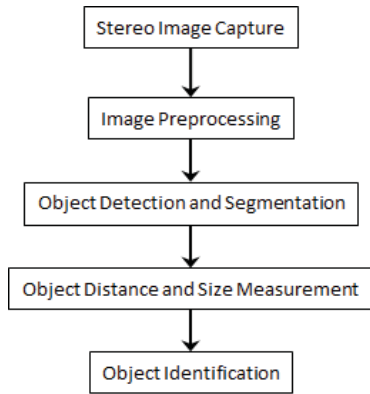 Stereo Image Capture
Image Preprocessing
Object Detection and Segmentation
Object Distance and Size Measurement
Object Identification